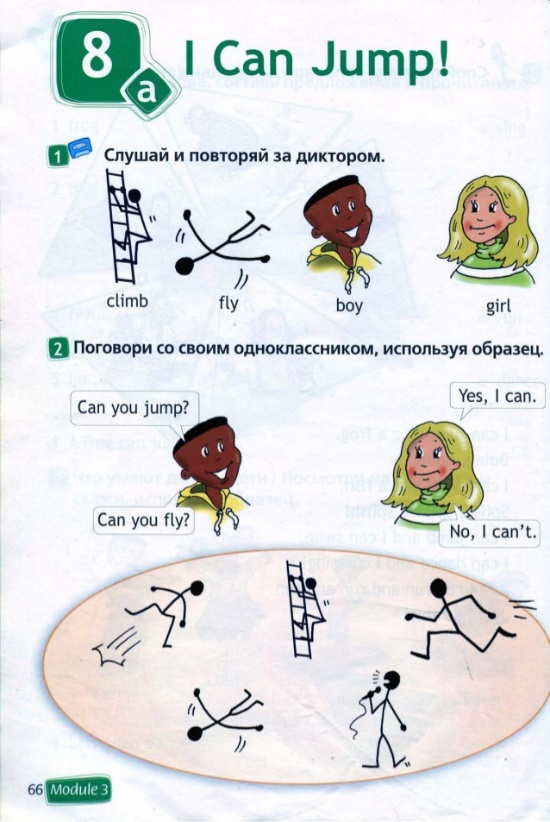 8
a
I Can Jump!
1
Слушай и повторяй за диктором.
climb
fly
boy
girl
2
Поговори со своим одноклассником, используя образец.
Can you jump?
Yes, I can.
Can you fly?
No, I can't.
66 Module 3